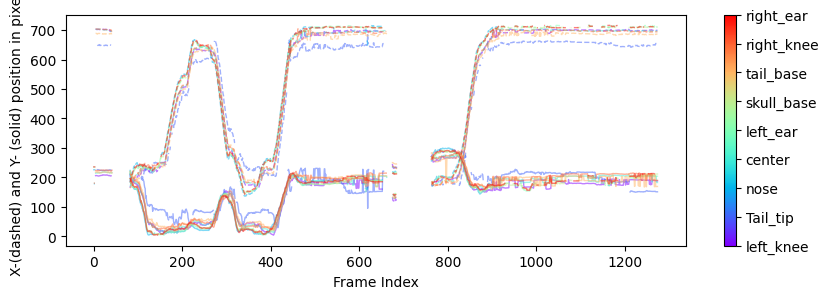 700
600
500
400
300
200
100
0
0 200 400 600 800 1000 1200
Frame Index
X-(dashed) and Y- (solid) position in pixe
right_ear
right_knee
tail_base
skull_base
left_ear
center
nose
Tail_tip
left_knee